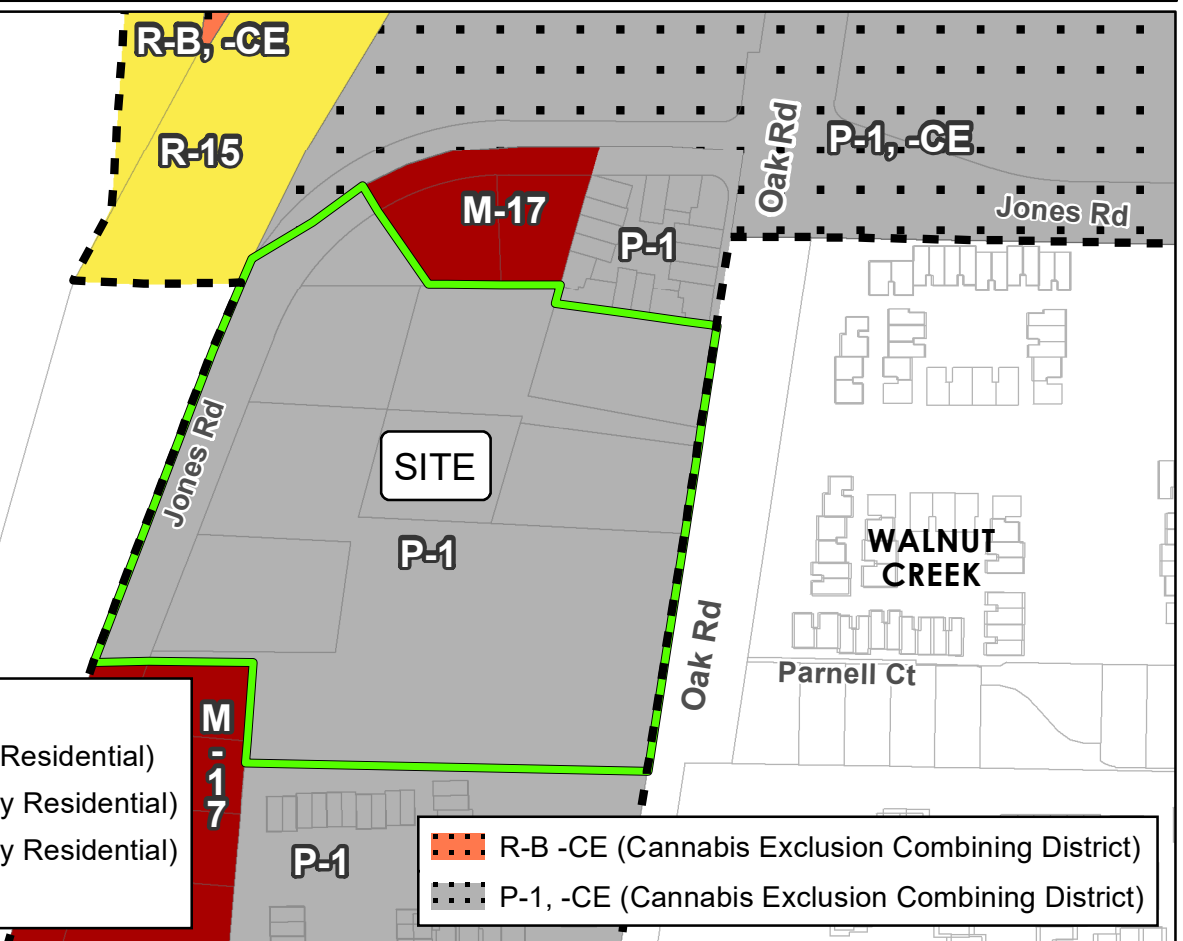 R-B, -CE
R-15
Oak Rd
P-1, -CE
Jones Rd
M-17
P-1
Jones Rd
SITE
P-1
WALNUT
CREEK
Oak Rd
Parnell Ct
M
-
1
7
Residential)
y Residential)
y Residential)
P-1
R-B -CE (Cannabis Exclusion Combining District)
P-1, -CE (Cannabis Exclusion Combining District)